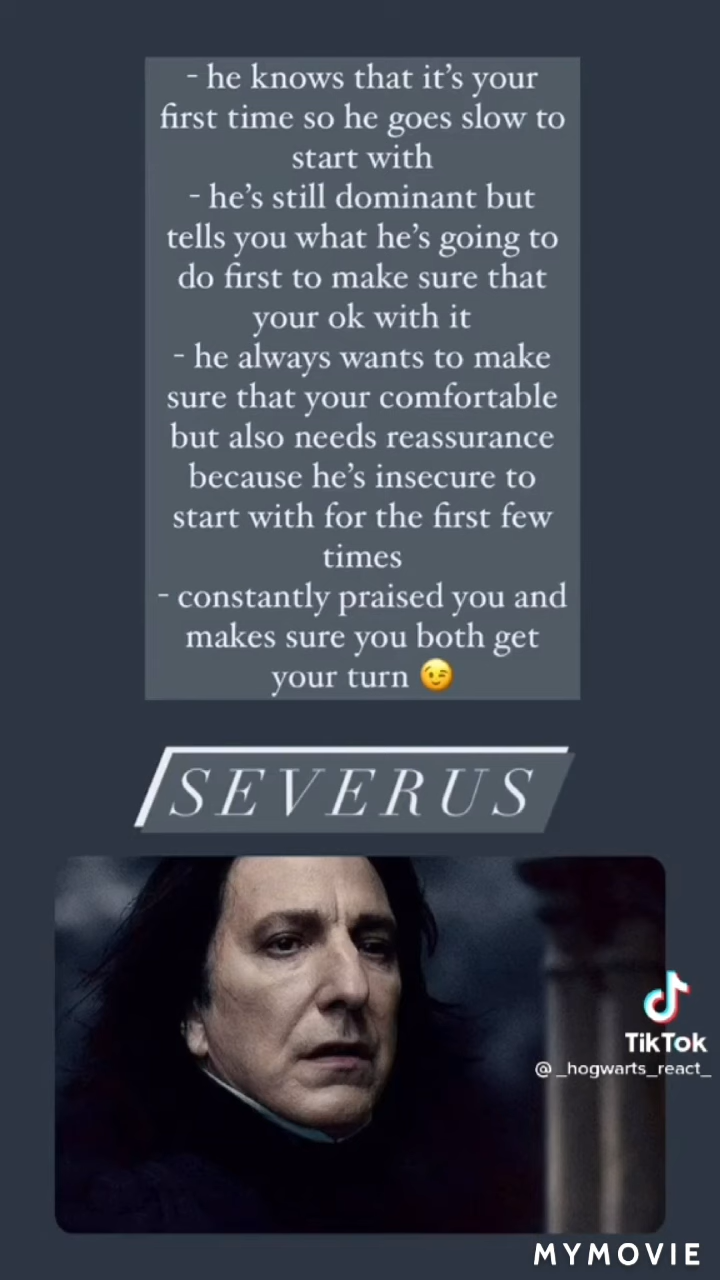 - he knows that it’s your
first time so he goes slow to
start with
- he’s still dominant but
tells you what he’s going to
do first to make sure that
your ok with it
- he always wants to make
sure that your comfortable
but also needs reassurance
because he’s insecure to
start with for the first few
times
- constantly praised you and
makes sure you both get
your turn 😉
SEVERUS
TikTok
@_hogwarts_react_
MYMOVIE